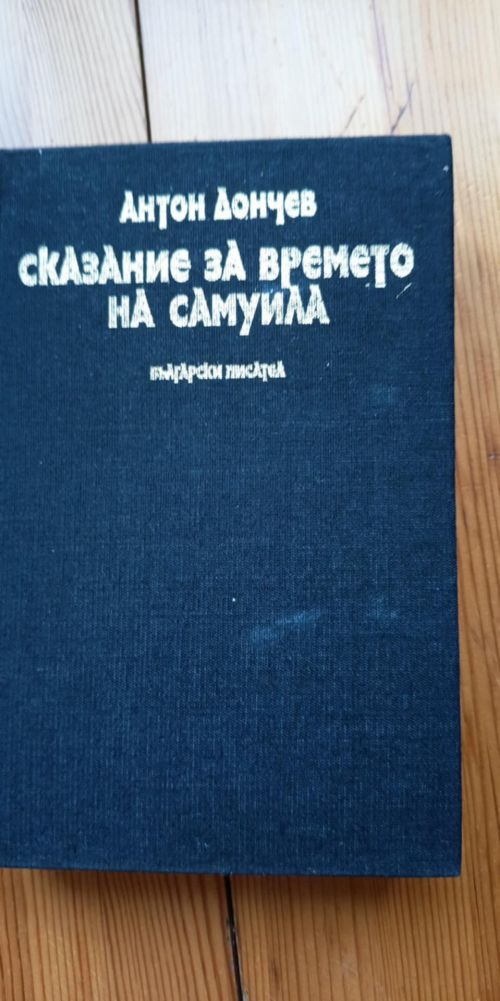 Антон Дончев
Сказание за времето
на Самуила
Български писател